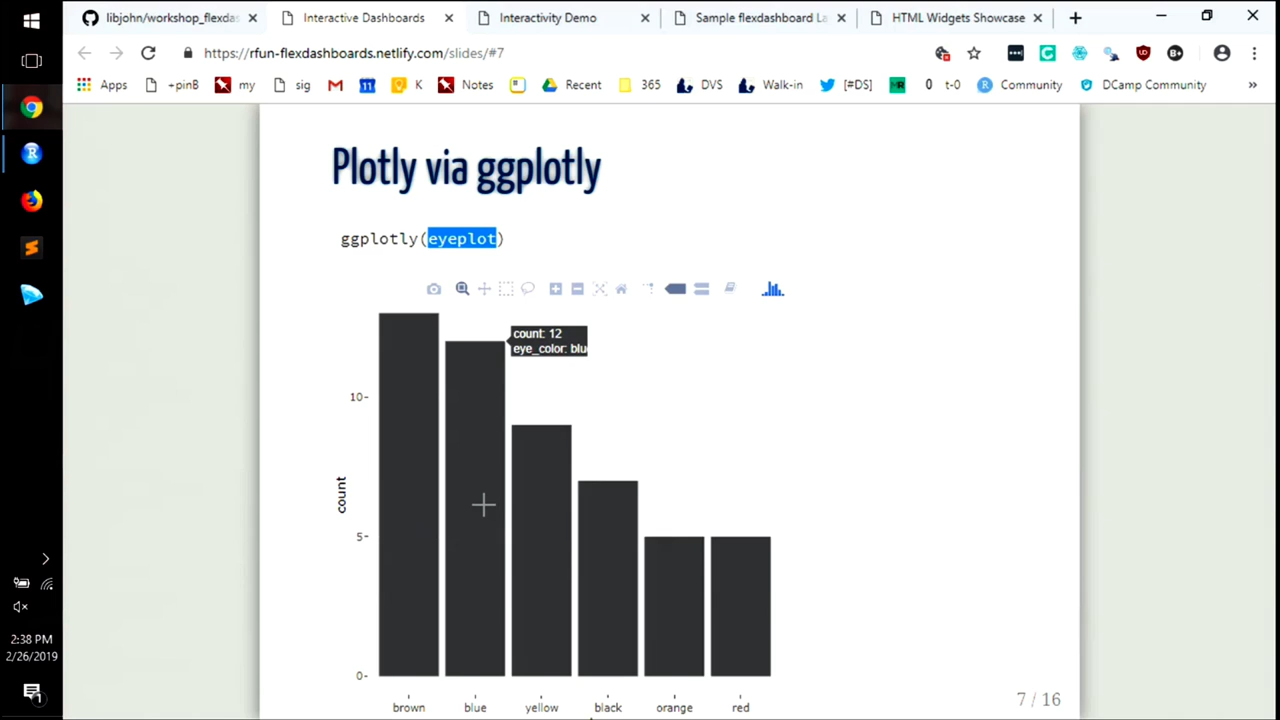 libjohn/workshop_flexdas
Interactive Dashboards
Interactivity Demo
Sample flexdashboard La
HTML Widgets Showcase
https://rfun-flexdashboards.netlify.com/slides/#7
Apps
+pinB
my
sig
11
K
Notes
Recent
365
DVS
Walk-in
[#DS]
0
t-0
Community
DCamp Community
»
Plotly via ggplotly
ggplotly(eyeplot)
count: 12
eye_color: blu
10-
5-
0-
count
brown
blue
yellow
black
orange
red
7 / 16
2:38 PM
2/26/2019